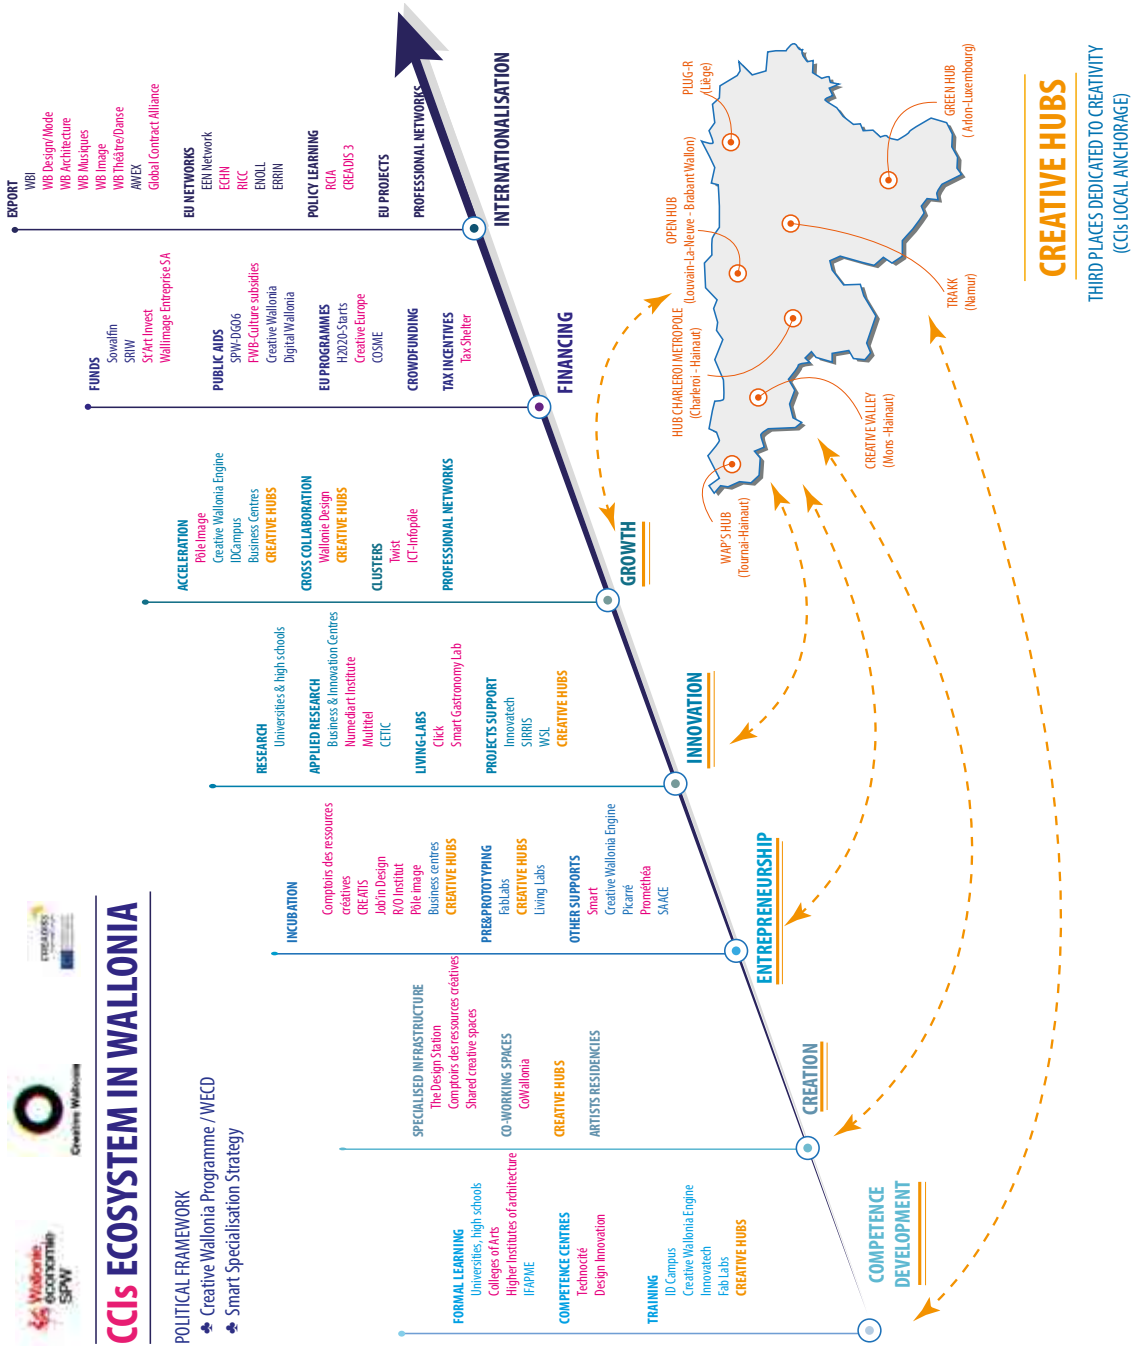 Wallonie
économie
SPW
Creative Wallonia
CCIs ECOSYSTEM IN WALLONIA
POLITICAL FRAMEWORK
♣ Creative Wallonia Programme / WECD
♣ Smart Specialisation Strategy
FORMAL LEARNING
Universities, high schools
Colleges of Arts
Higher Institutes of architecture
IFAPME
COMPETENCE CENTRES
Technocité
Design Innovation
TRAINING
ID Campus
Creative Wallonia Engine
Innovatech
Fab Labs
CREATIVE HUBS
COMPETENCE
DEVELOPMENT
SPECIALISED INFRASTRUCTURE
The Design Station
Comptoirs des ressources créatives
Shared creative spaces
CO-WORKING SPACES
CoWallonia
CREATIVE HUBS
ARTISTS RESIDENCIES
CREATION
INCUBATION
Comptoirs des ressources
créatives
CREATIS
Job'in Design
R/O Institut
Pôle image
Business centres
CREATIVE HUBS
PRE&PROTOTYPING
FabLabs
CREATIVE HUBS
Living Labs
OTHER SUPPORTS
Smart
Creative Wallonia Engine
Picarré
Prométhéa
SAACE
ENTREPRENEURSHIP
RESEARCH
Universities & high schools
APPLIED RESEARCH
Business & Innovation Centres
Numediart Institute
Multitel
CETIC
LIVING-LABS
Click
Smart Gastronomy Lab
PROJECTS SUPPORT
Innovatech
SIRRIS
WSL
CREATIVE HUBS
INNOVATION
ACCELERATION
Pôle Image
Creative Wallonia Engine
IDCampus
Business Centres
CREATIVE HUBS
CROSS COLLABORATION
Wallonie Design
CREATIVE HUBS
CLUSTERS
Twist
ICT-Infopôle
PROFESSIONAL NETWORKS
GROWTH
FUNDS
Sowalfin
SRIW
St'Art Invest
Wallimage Entreprise SA
PUBLIC AIDS
SPW-DG06
FWB-Culture subsidies
Creative Wallonia
Digital Wallonia
EU PROGRAMMES
H2020-Starts
Creative Europe
COSME
CROWDFUNDING
TAX INCENTIVES
Tax Shelter
FINANCING
EXPORT
WBI
WB Design/Mode
WB Architecture
WB Musiques
WB Image
WB Théâtre/Danse
AWEX
Global Contract Alliance
EU NETWORKS
EEN Network
ECHN
RICC
ENOLL
ERRIN
POLICY LEARNING
RCIA
CREADIS 3
EU PROJECTS
PROFESSIONAL NETWORKS
INTERNATIONALISATION
WAP'S HUB
(Tournai-Hainaut)
CREATIVE VALLEY
(Mons -Hainaut)
HUB CHARLEROI METROPOLE
(Charleroi - Hainaut)
OPEN HUB
(Louvain-La-Neuve - Brabant Wallon)
TRAKK
(Namur)
PLUG-R
(Liège)
GREEN HUB
( Arlon-Luxembourg)
CREATIVE HUBS
THIRD PLACES DEDICATED TO CREATIVITY
(CCIs LOCAL ANCHORAGE)